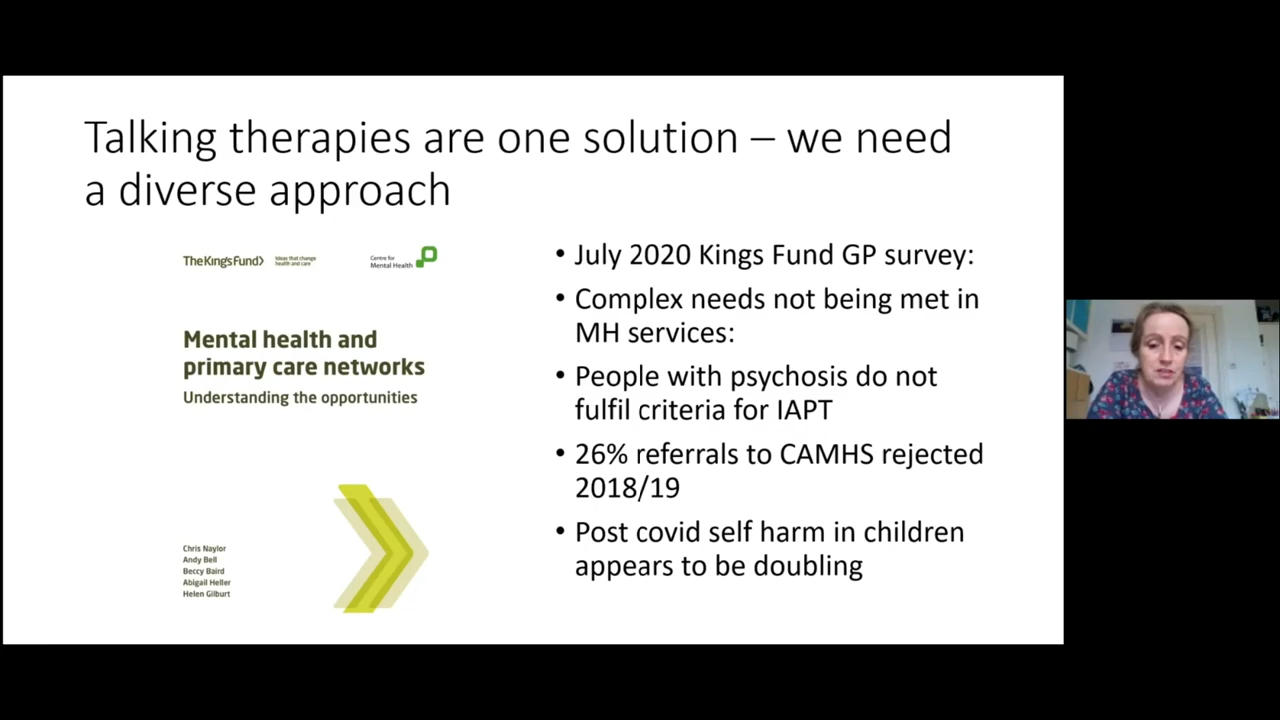 Talking therapies are one solution – we need
a diverse approach
TheKingsFund>
Ideas that change
health and care
Centre for
Mental Health
Mental health and
primary care networks
Understanding the opportunities
Chris Naylor
Andy Bell
Beccy Baird
Abigail Heller
Helen Gilburt
• July 2020 Kings Fund GP survey:
• Complex needs not being met in
MH services:
• People with psychosis do not
fulfil criteria for IAPT
• 26% referrals to CAMHS rejected
2018/19
• Post covid self harm in children
appears to be doubling